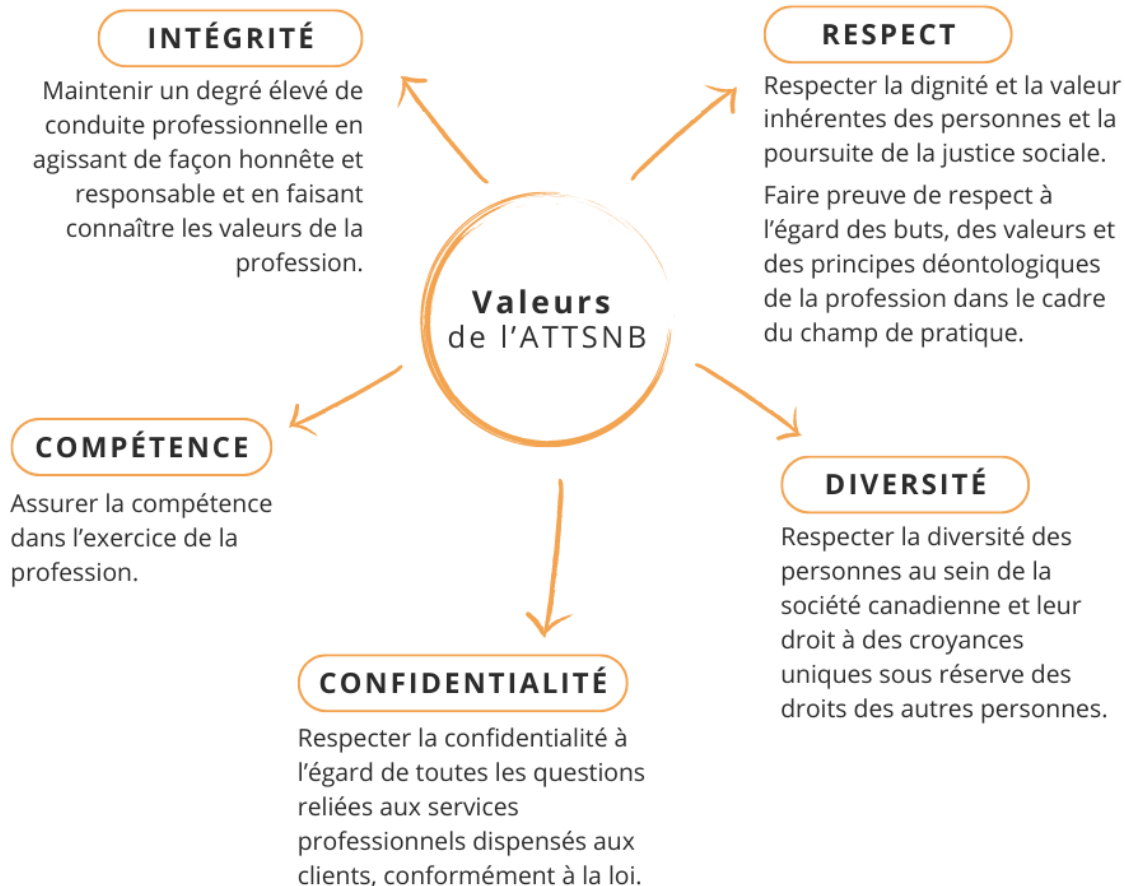 INTÉGRITÉ
Maintenir un degré élevé de
conduite professionnelle en
agissant de façon honnête et
responsable et en faisant
connaître les valeurs de la
profession.
RESPECT
Respecter la dignité et la valeur
inhérentes des personnes et la
poursuite de la justice sociale.
Faire preuve de respect à
l’égard des buts, des valeurs et
des principes déontologiques
de la profession dans le cadre
du champ de pratique.
Valeurs
de l’ATTSNB
COMPÉTENCE
Assurer la compétence
dans l’exercice de la
profession.
DIVERSITÉ
Respecter la diversité des
personnes au sein de la
société canadienne et leur
droit à des croyances
uniques sous réserve des
droits des autres personnes.
CONFIDENTIALITÉ
Respecter la confidentialité à
l’égard de toutes les questions
reliées aux services
professionnels dispensés aux
clients, conformément à la loi.